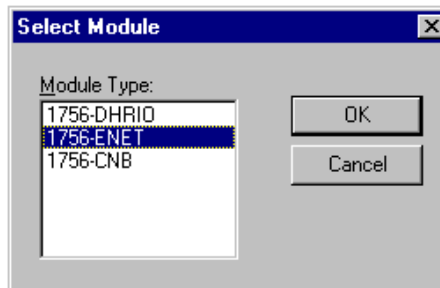 Select Module
Module Type:
1756-DHRIO
1756-ENET
1756-CNB
OK
Cancel